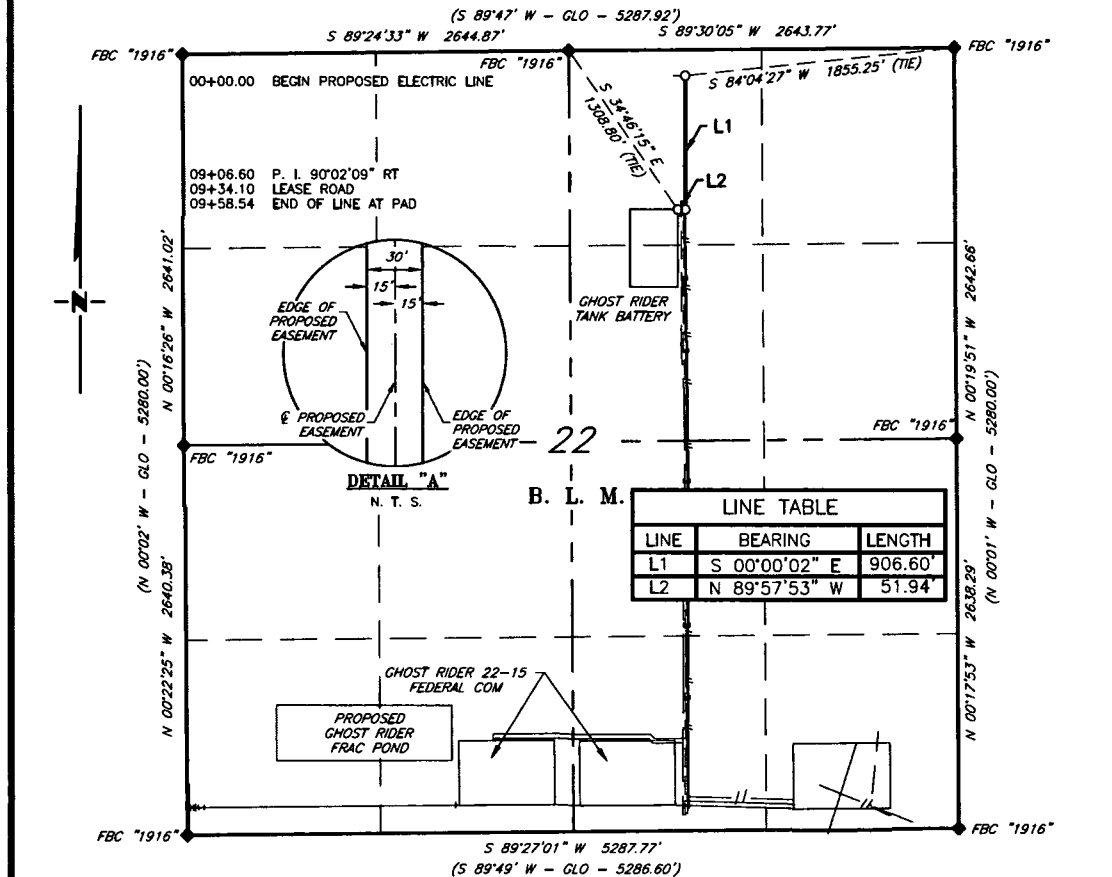 (S 89°47' W - GLO - 5287.92')
S 89°24'33" W 2644.87'
S 89°30'05" W 2643.77'
FBC "1916"
FBC "1916"
FBC "1916"
00+00.00 BEGIN PROPOSED ELECTRIC LINE
S 84°04'27" W 1855.25' (TIE)
S 34°46'15" E
1308.80' (TIE)
L1
L2
09+06.60 P. I. 90°02'09" RT
09+34.10 LEASE ROAD
09+58.54 END OF LINE AT PAD
N
30'
15'
15'
EDGE OF
PROPOSED
EASEMENT
℄ PROPOSED
EASEMENT
EDGE OF
PROPOSED
EASEMENT
DETAIL "A"
N. T. S.
GHOST RIDER
TANK BATTERY
(N 00°02' W - GLO - 5280.00')
N 00°16'26" W 2641.02'
N 00°19'51" W 2642.66'
(N 00°01' W - GLO - 5280.00')
FBC "1916"
22
FBC "1916"
B. L. M.
LINE TABLE
LINE BEARING LENGTH
L1 S 00°00'02" E 906.60'
L2 N 89°57'53" W 51.94'
N 00°22'25" W 2640.38'
N 00°17'53" W 2638.29'
GHOST RIDER 22-15
FEDERAL COM
PROPOSED
GHOST RIDER
FRAC POND
FBC "1916"
FBC "1916"
S 89°27'01" W 5287.77'
(S 89°49' W - GLO - 5286.60')